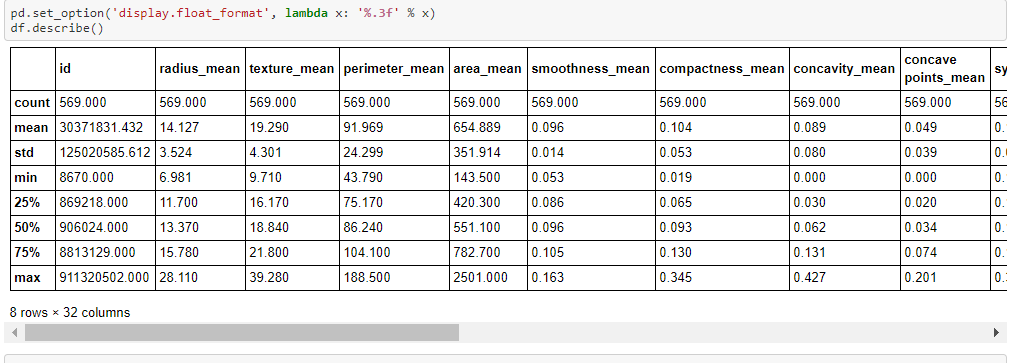 pd.set_option('display.float_format', lambda x: '%.3f' % x)
df.describe()
id radius_mean texture_mean perimeter_mean area_mean smoothness_mean compactness_mean concavity_mean concave points_mean sy
count 569.000 569.000 569.000 569.000 569.000 569.000 569.000 569.000 569.000 56
mean 30371831.432 14.127 19.290 91.969 654.889 0.096 0.104 0.089 0.049 0.
std 125020585.612 3.524 4.301 24.299 351.914 0.014 0.053 0.080 0.039 0.
min 8670.000 6.981 9.710 43.790 143.500 0.053 0.019 0.000 0.000 0.
25% 869218.000 11.700 16.170 75.170 420.300 0.086 0.065 0.030 0.020 0.
50% 906024.000 13.370 18.840 86.240 551.100 0.096 0.093 0.062 0.034 0.
75% 8813129.000 15.780 21.800 104.100 782.700 0.105 0.130 0.131 0.074 0.
max 911320502.000 28.110 39.280 188.500 2501.000 0.163 0.345 0.427 0.201 0.
8 rows × 32 columns